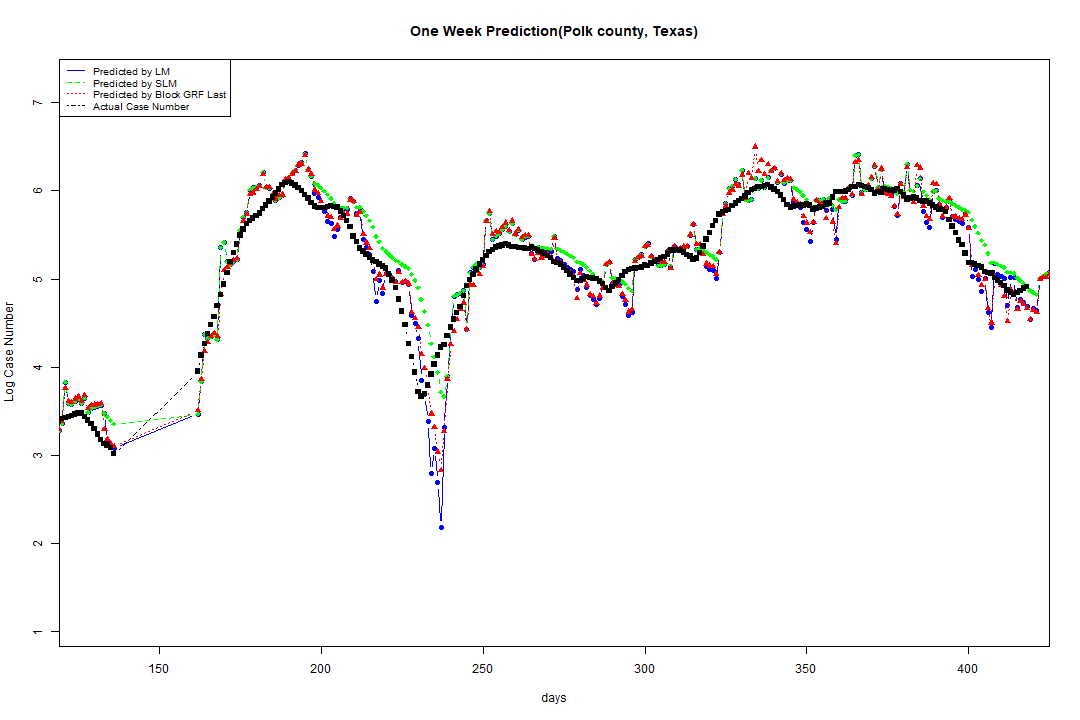 One Week Prediction(Polk county, Texas)
Predicted by LM
Predicted by SLM
Predicted by Block GRF Last
Actual Case Number
7
6
5
4
3
2
1
Log Case Number
150 200 250 300 350 400
days